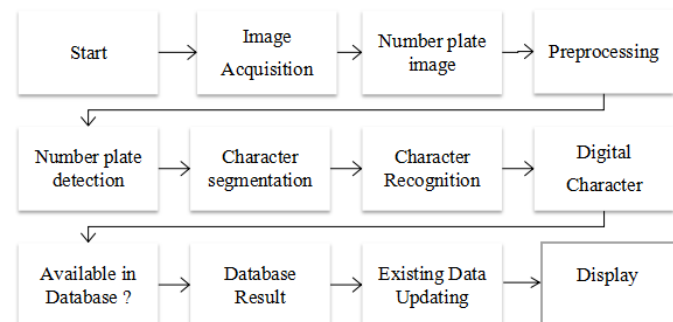 Start
Image
Acquisition
Number plate
image
Preprocessing
Number plate
detection
Character
segmentation
Character
Recognition
Digital
Character
Available in
Database ?
Database
Result
Existing Data
Updating
Display